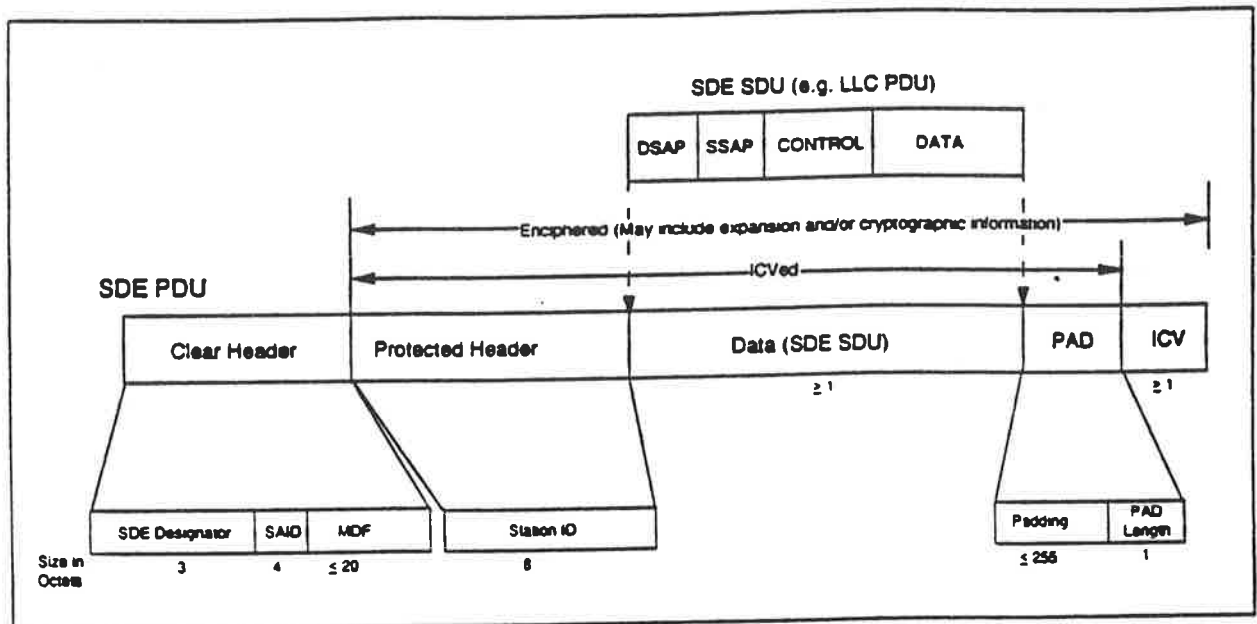 SDE SDU (e.g. LLC PDU)
DSAP SSAP CONTROL DATA
Enciphered (May include expansion and/or cryptographic information)
ICVed
SDE PDU
Clear Header Protected Header Data (SDE SDU) PAD ICV
≥ 1 ≥ 1
SDE Designator SAID MDF Station ID Padding PAD Length
Size in Octets 3 4 ≤ 20 8 ≤ 255 1